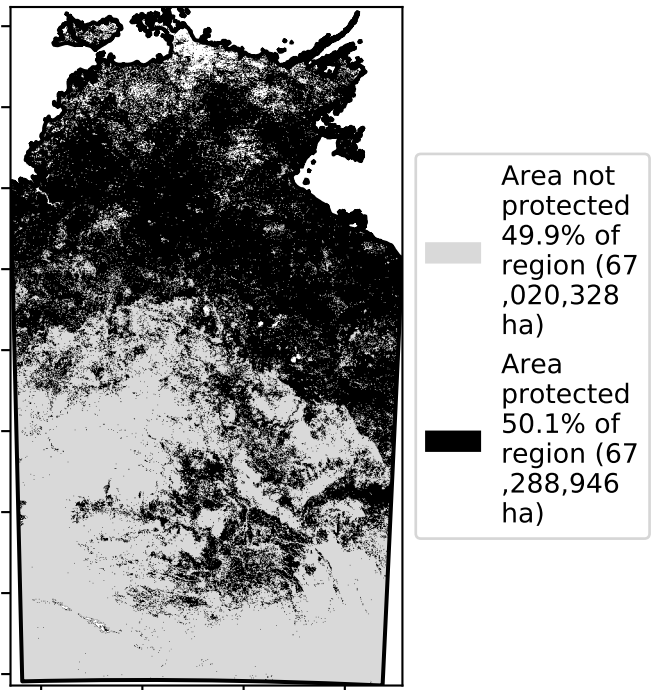 Area not
protected
49.9% of
region (67
,020,328
ha)
Area
protected
50.1% of
region (67
,288,946
ha)